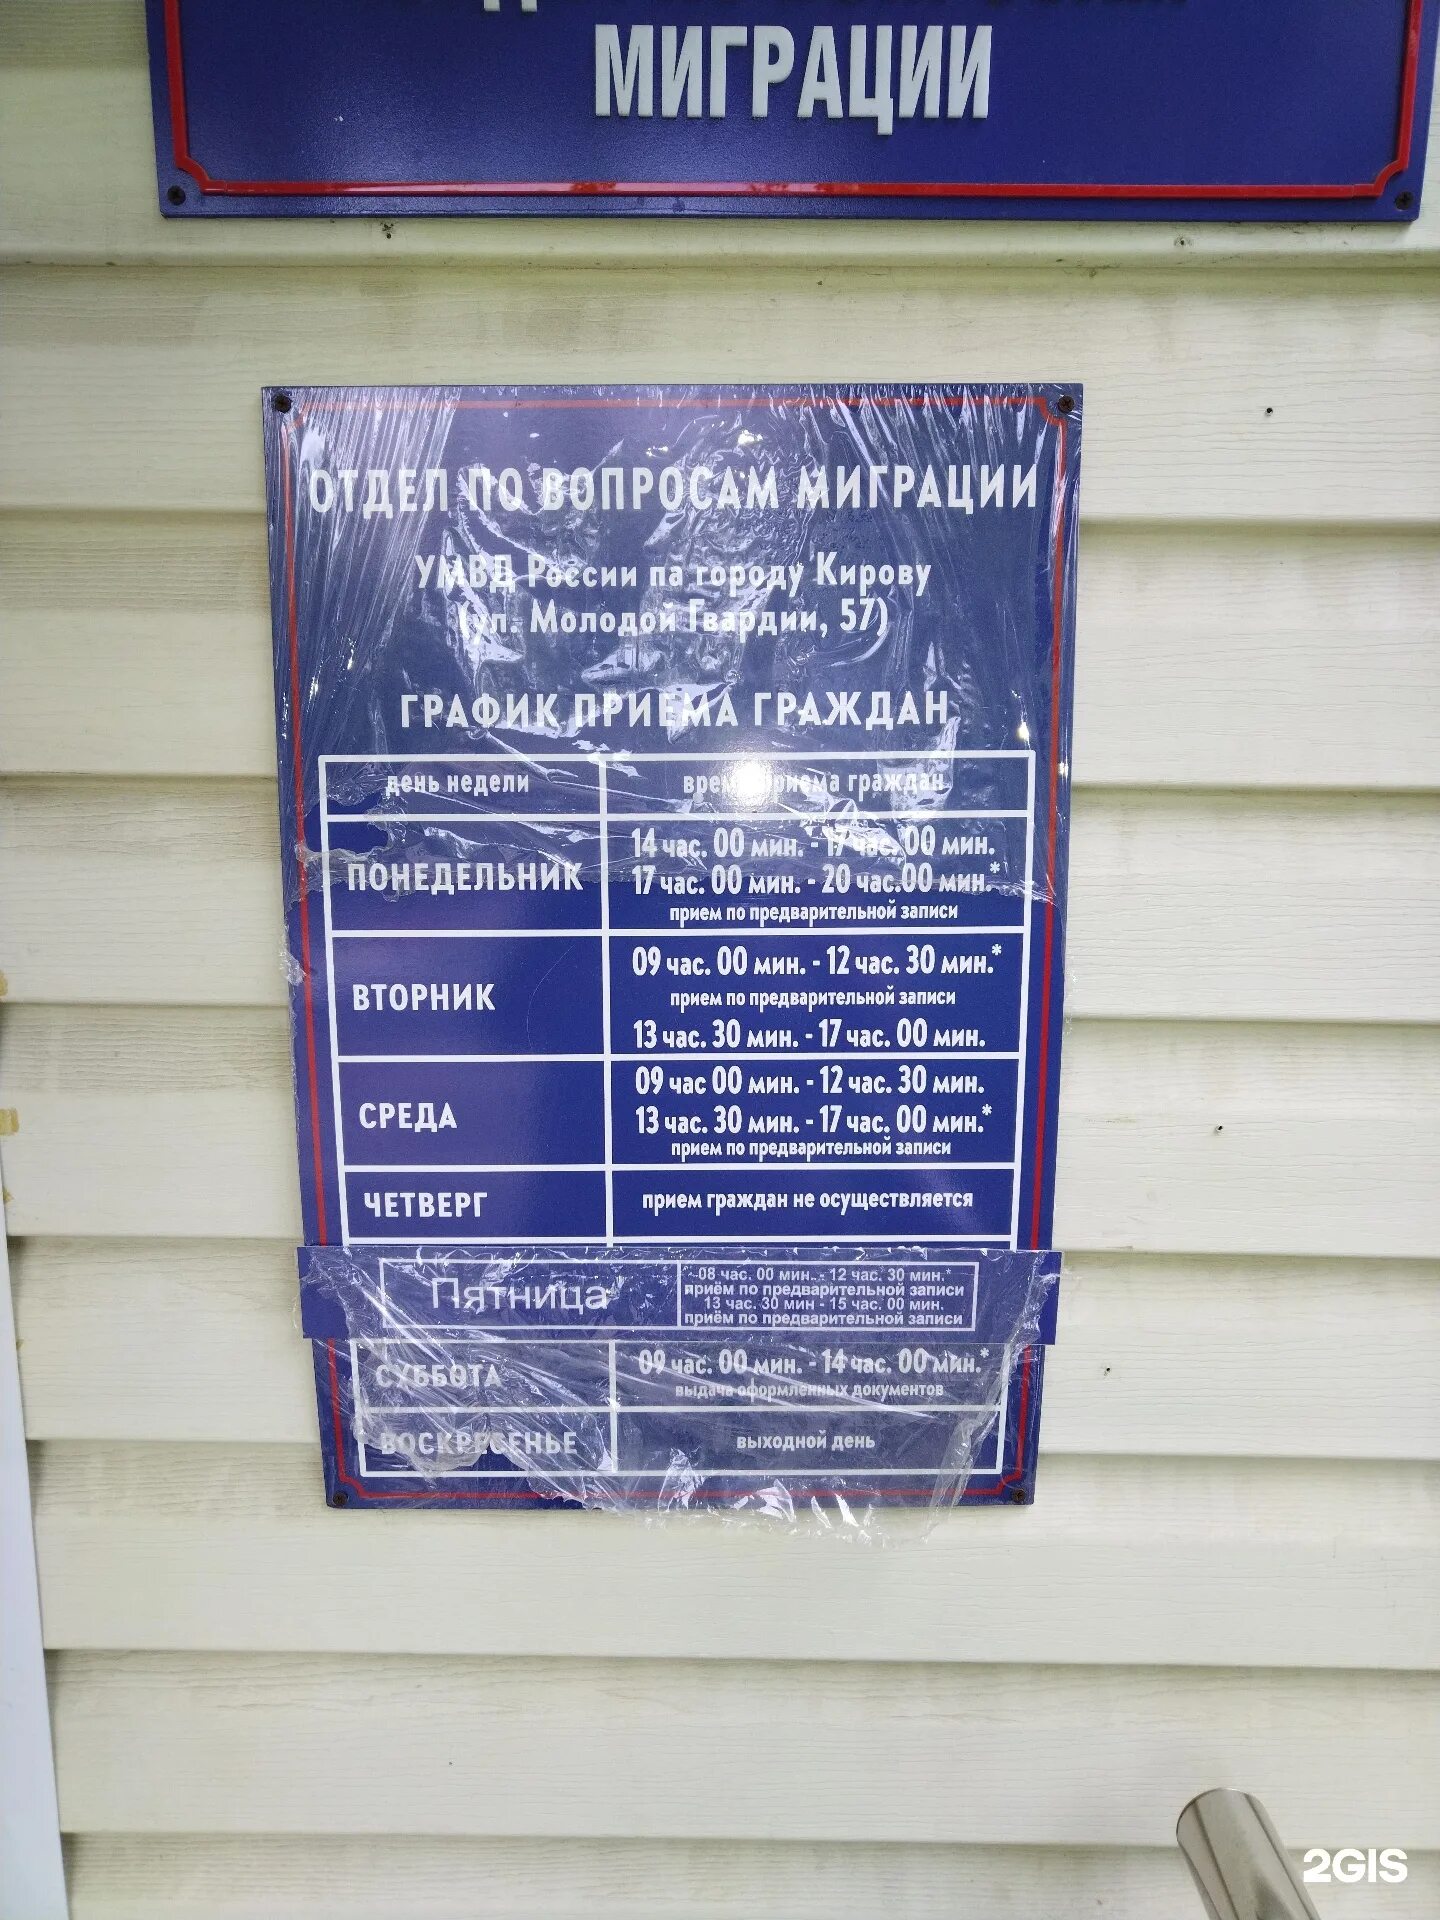 МИГРАЦИИ
ОТДЕЛ ПО ВОПРОСАМ МИГРАЦИИ
УМВД России па городу Кирову
(ул. Молодой Гвардии, 57)
ГРАФИК ПРИЕМА ГРАЖДАН
день недели время приема граждан
ПОНЕДЕЛЬНИК
14 час. 00 мин. - 17 час. 00 мин.
17 час. 00 мин. - 20 час.00 мин.*
прием по предварительной записи
ВТОРНИК
09 час. 00 мин. - 12 час. 30 мин.*
прием по предварительной записи
13 час. 30 мин. - 17 час. 00 мин.
СРЕДА
09 час 00 мин. - 12 час. 30 мин.
13 час. 30 мин. - 17 час. 00 мин.*
прием по предварительной записи
ЧЕТВЕРГ
прием граждан не осуществляется
Пятница
08 час. 00 мин. - 12 час. 30 мин.*
приём по предварительной записи
13 час. 30 мин - 15 час. 00 мин.
приём по предварительной записи
СУББОТА
09 час. 00 мин. - 14 час. 00 мин.*
выдача оформленных документов
ВОСКРЕСЕНЬЕ
выходной день
2GIS